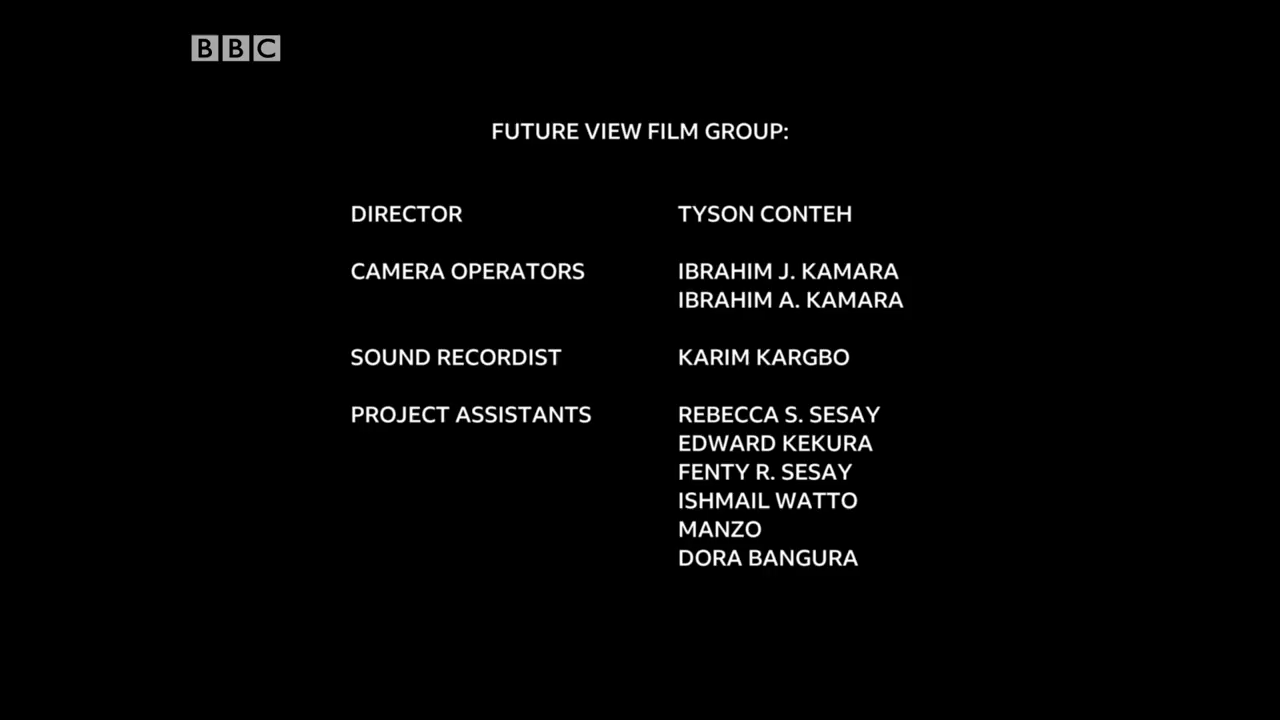 BBC
FUTURE VIEW FILM GROUP:
DIRECTOR TYSON CONTEH
CAMERA OPERATORS IBRAHIM J. KAMARA
IBRAHIM A. KAMARA
SOUND RECORDIST KARIM KARGBO
PROJECT ASSISTANTS REBECCA S. SESAY
EDWARD KEKURA
FENTY R. SESAY
ISHMAIL WATTO
MANZO
DORA BANGURA